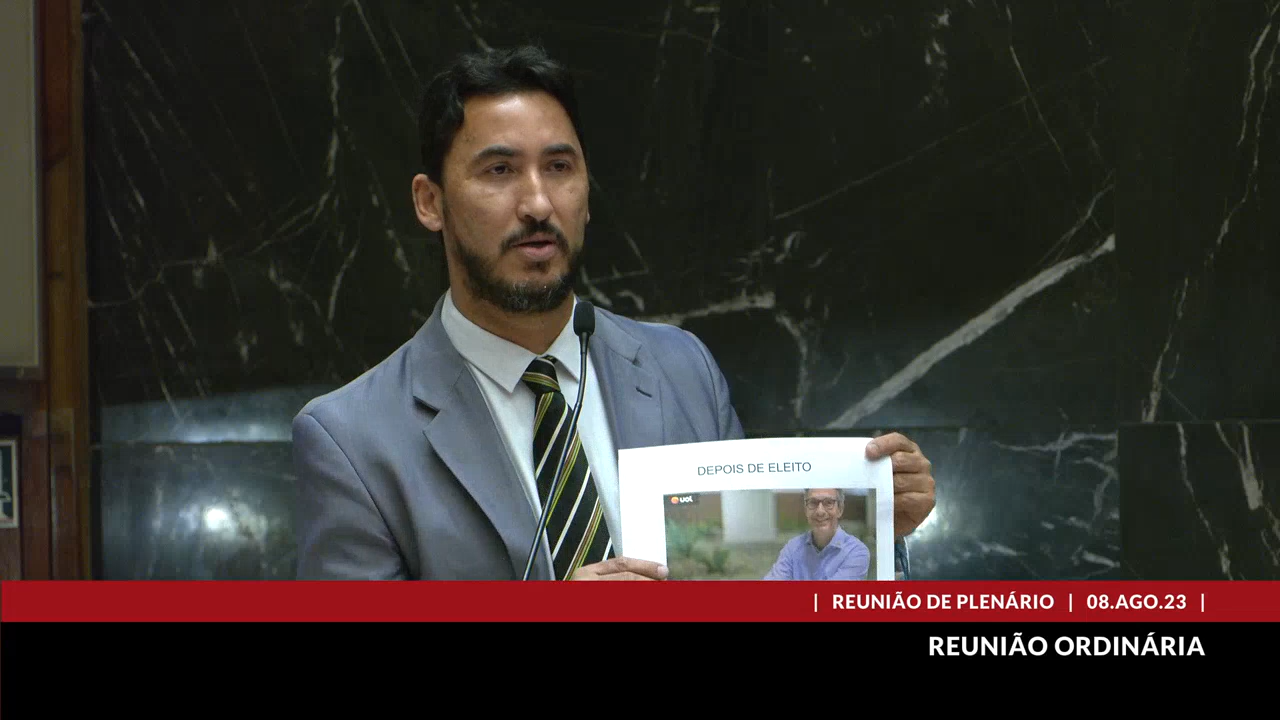 DEPOIS DE ELEITO
uol
| REUNIÃO DE PLENÁRIO | 08.AGO.23 |
REUNIÃO ORDINÁRIA